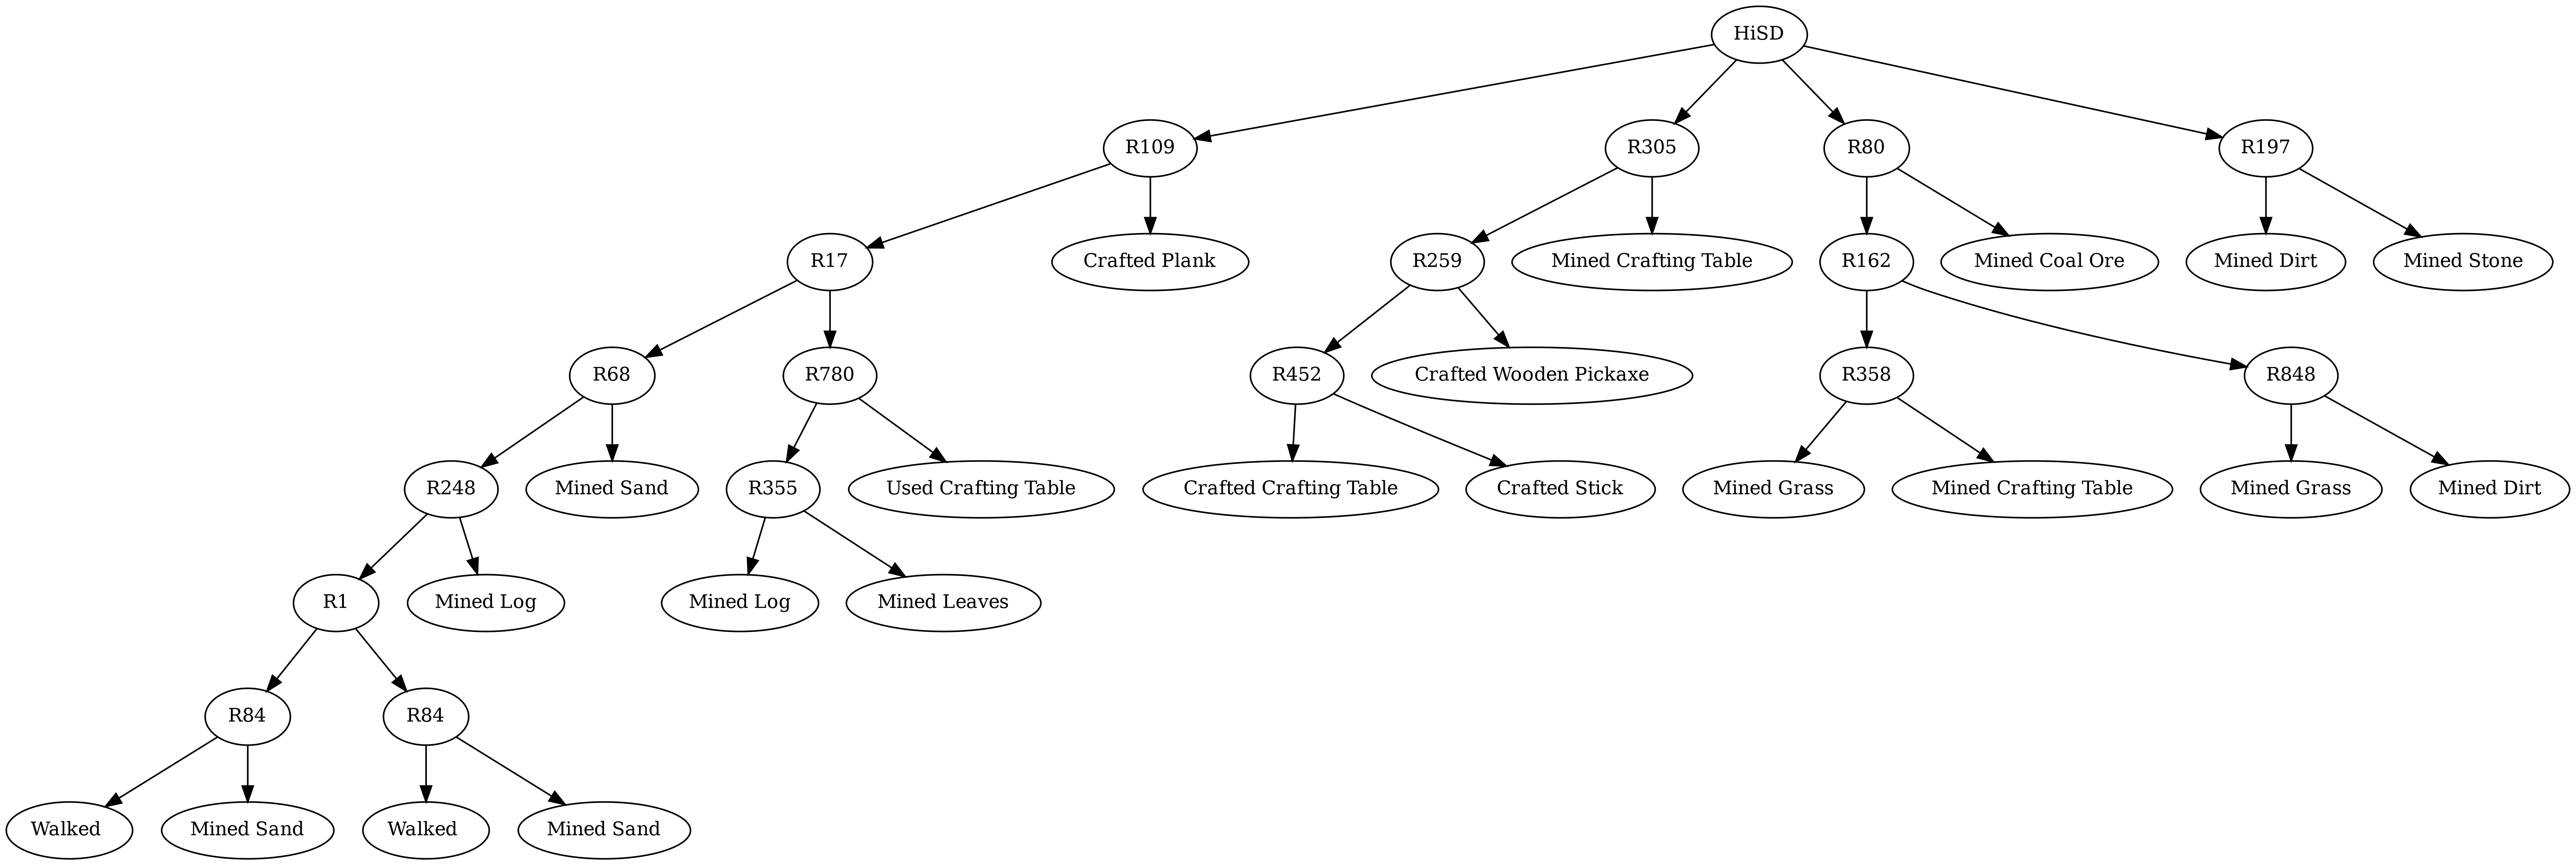 HiSD
R109
R305
R80
R197
R17
Crafted Plank
R259
Mined Crafting Table
R162
Mined Coal Ore
Mined Dirt
Mined Stone
R68
R780
R452
Crafted Wooden Pickaxe
R358
R848
R248
Mined Sand
R355
Used Crafting Table
Crafted Crafting Table
Crafted Stick
Mined Grass
Mined Crafting Table
Mined Grass
Mined Dirt
R1
Mined Log
Mined Log
Mined Leaves
R84
R84
Walked
Mined Sand
Walked
Mined Sand